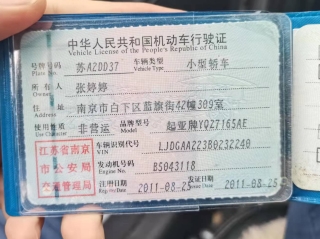 中华人民共和国机动车行驶证
Vehicle License of the People's Republic of China
号牌号码 苏A2DD37 车辆类型 小型轿车
Plate No. Vehicle Type
所有人 张婷婷
Owner
住址 南京市白下区蓝旗街42幢309室
Address
使用性质 非营运 品牌型号 起亚牌YQZ7165AE
Use Character Model
江苏省南京市公安局交通管理局
车辆识别代号 LJDGAA223B0232240
VIN
发动机号码 BS043118
Engine No.
注册日期 2011-08-25 发证日期 2011-08-25
Register Date Issue Date